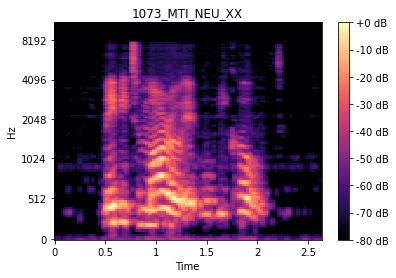 1073_MTI_NEU_XX
+0 dB
8192
-10 dB
4096
-20 dB
-30 dB
2048
Hz
-40 dB
1024
-50 dB
512
-60 dB
-70 dB
0
-80 dB
0 0.5 1 1.5 2 2.5
Time